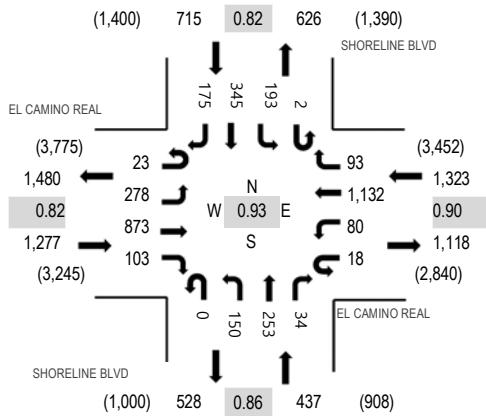 (1,400) 715 0.82 626 (1,390)
SHORELINE BLVD
175 345 193 2
EL CAMINO REAL
(3,775) (3,452)
23 93
1,480 1,323
278 N 1,132
0.82 W 0.93 E 0.90
873 S 80
1,277 1,118
103 18
(3,245) (2,840)
0 150 253 34
EL CAMINO REAL
SHORELINE BLVD
(1,000) 528 0.86 437 (908)